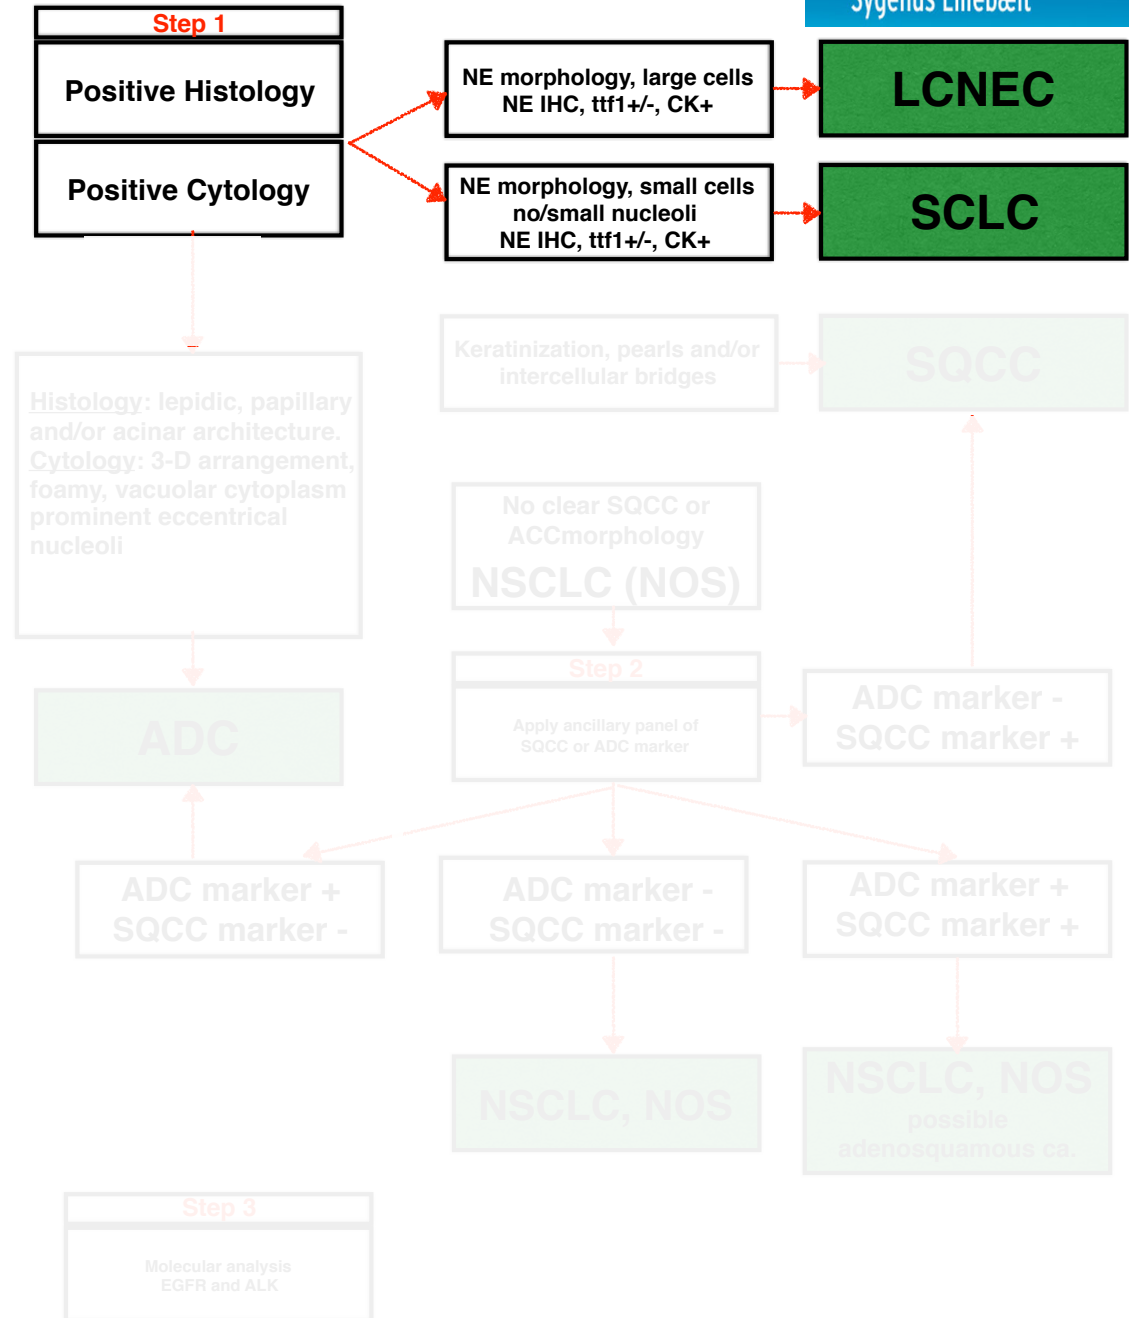 Sygehus Lillebælt
Step 1
Positive Histology
Positive Cytology
NE morphology, large cells
NE IHC, ttf1+/-, CK+
LCNEC
NE morphology, small cells
no/small nucleoli
NE IHC, ttf1+/-, CK+
SCLC
Keratinization, pearls and/or
intercellular bridges
SQCC
Histology: lepidic, papillary
and/or acinar architecture.
Cytology: 3-D arrangement,
foamy, vacuolar cytoplasm
prominent eccentrical
nucleoli
No clear SQCC or
ACCmorphology
NSCLC (NOS)
Step 2
Apply ancillary panel of
SQCC or ADC marker
ADC marker -
SQCC marker +
ADC
ADC marker +
SQCC marker -
ADC marker -
SQCC marker -
ADC marker +
SQCC marker +
NSCLC, NOS
NSCLC, NOS
possible
adenosquamous ca.
Step 3
Molecular analysis
EGFR and ALK